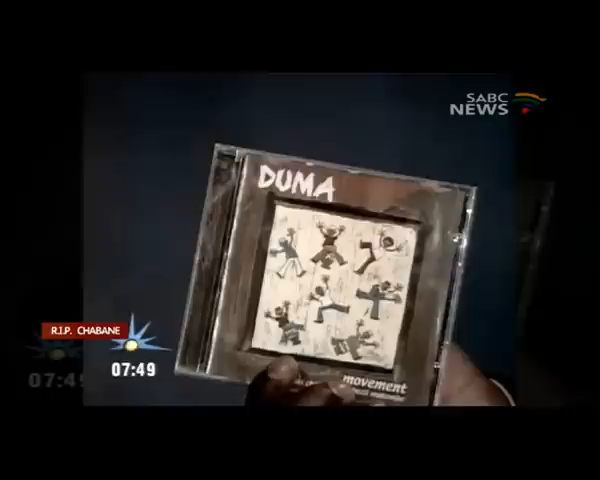 SABC
NEWS
DUMA
R.I.P. CHABANE
07:49
07:49
movement